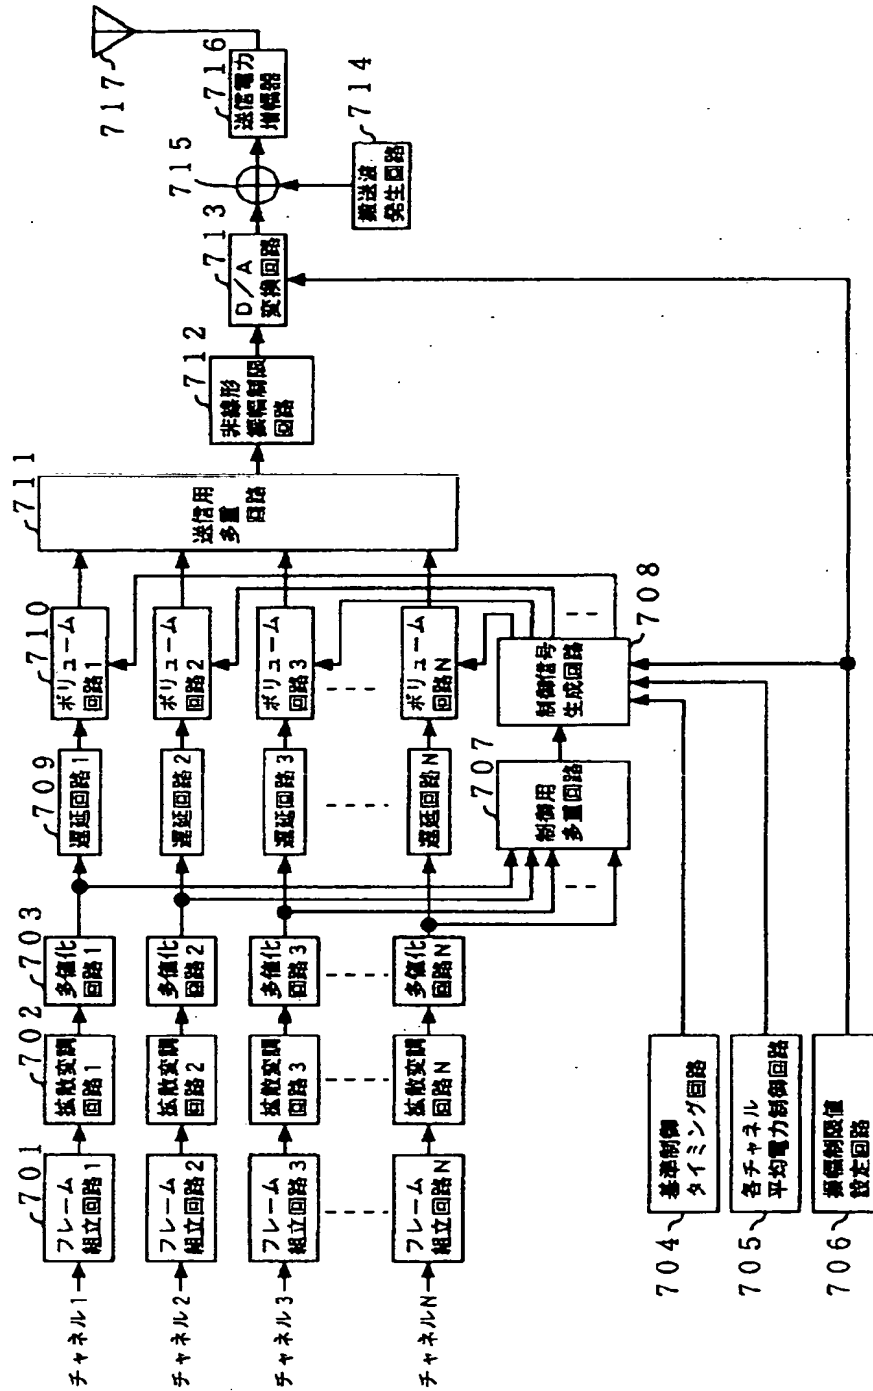 701
702
703
709
710
711
712
713
715
716
717
チャネル1
フレーム
組立回路1
拡散変調
回路1
多値化
回路1
遅延回路1
ボリューム
回路1
送信用
多重
回路
非線形
振幅制限
回路
D/A
変換回路
送信電力
増幅器
搬送波
発生回路
714
チャネル2
フレーム
組立回路2
拡散変調
回路2
多値化
回路2
遅延回路2
ボリューム
回路2
チャネル3
フレーム
組立回路3
拡散変調
回路3
多値化
回路3
遅延回路3
ボリューム
回路3
チャネルN
フレーム
組立回路N
拡散変調
回路N
多値化
回路N
遅延回路N
ボリューム
回路N
707
制御用
多重回路
制御信号
生成回路
708
704
基準制御
タイミング回路
705
各チャネル
平均電力制御回路
706
振幅制限値
設定回路